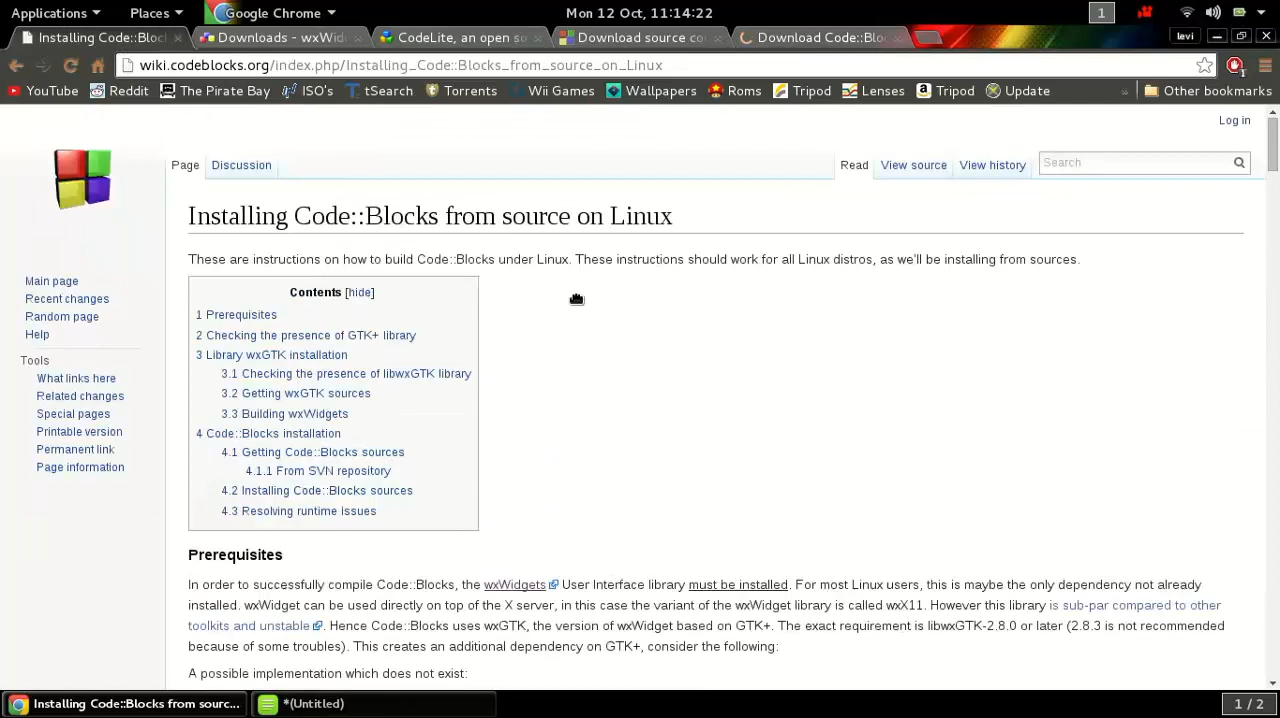 Applications Places Google Chrome Mon 12 Oct, 11:14:22 1
Installing Code::Bloc Downloads - wxWid CodeLite, an open s Download source co Download Code::Blo levi
wiki.codeblocks.org/index.php/Installing_Code::Blocks_from_source_on_Linux
YouTube Reddit The Pirate Bay ISO's tSearch Torrents Wii Games Wallpapers Roms Tripod Lenses Tripod Update » Other bookmarks
Log in
Page Discussion Read View source View history Search
Installing Code::Blocks from source on Linux
These are instructions on how to build Code::Blocks under Linux. These instructions should work for all Linux distros, as we'll be installing from sources.
Main page
Recent changes
Random page
Help
Tools
What links here
Related changes
Special pages
Printable version
Permanent link
Page information
Contents [hide]
1 Prerequisites
2 Checking the presence of GTK+ library
3 Library wxGTK installation
3.1 Checking the presence of libwxGTK library
3.2 Getting wxGTK sources
3.3 Building wxWidgets
4 Code::Blocks installation
4.1 Getting Code::Blocks sources
4.1.1 From SVN repository
4.2 Installing Code::Blocks sources
4.3 Resolving runtime issues
Prerequisites
In order to successfully compile Code::Blocks, the wxWidgets User Interface library must be installed. For most Linux users, this is maybe the only dependency not already
installed. wxWidget can be used directly on top of the X server, in this case the variant of the wxWidget library is called wxX11. However this library is sub-par compared to other
toolkits and unstable. Hence Code::Blocks uses wxGTK, the version of wxWidget based on GTK+. The exact requirement is libwxGTK-2.8.0 or later (2.8.3 is not recommended
because of some troubles). This creates an additional dependency on GTK+, consider the following:
A possible implementation which does not exist:
Installing Code::Blocks from sourc... *(Untitled) 1 / 2